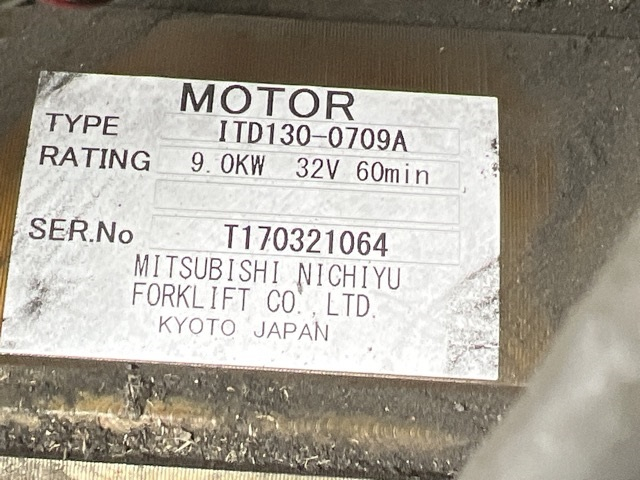 MOTOR
TYPE ITD130-0709A
RATING 9.0KW 32V 60min
SER.No T170321064
MITSUBISHI NICHIYU
FORKLIFT CO.,LTD.
KYOTO JAPAN